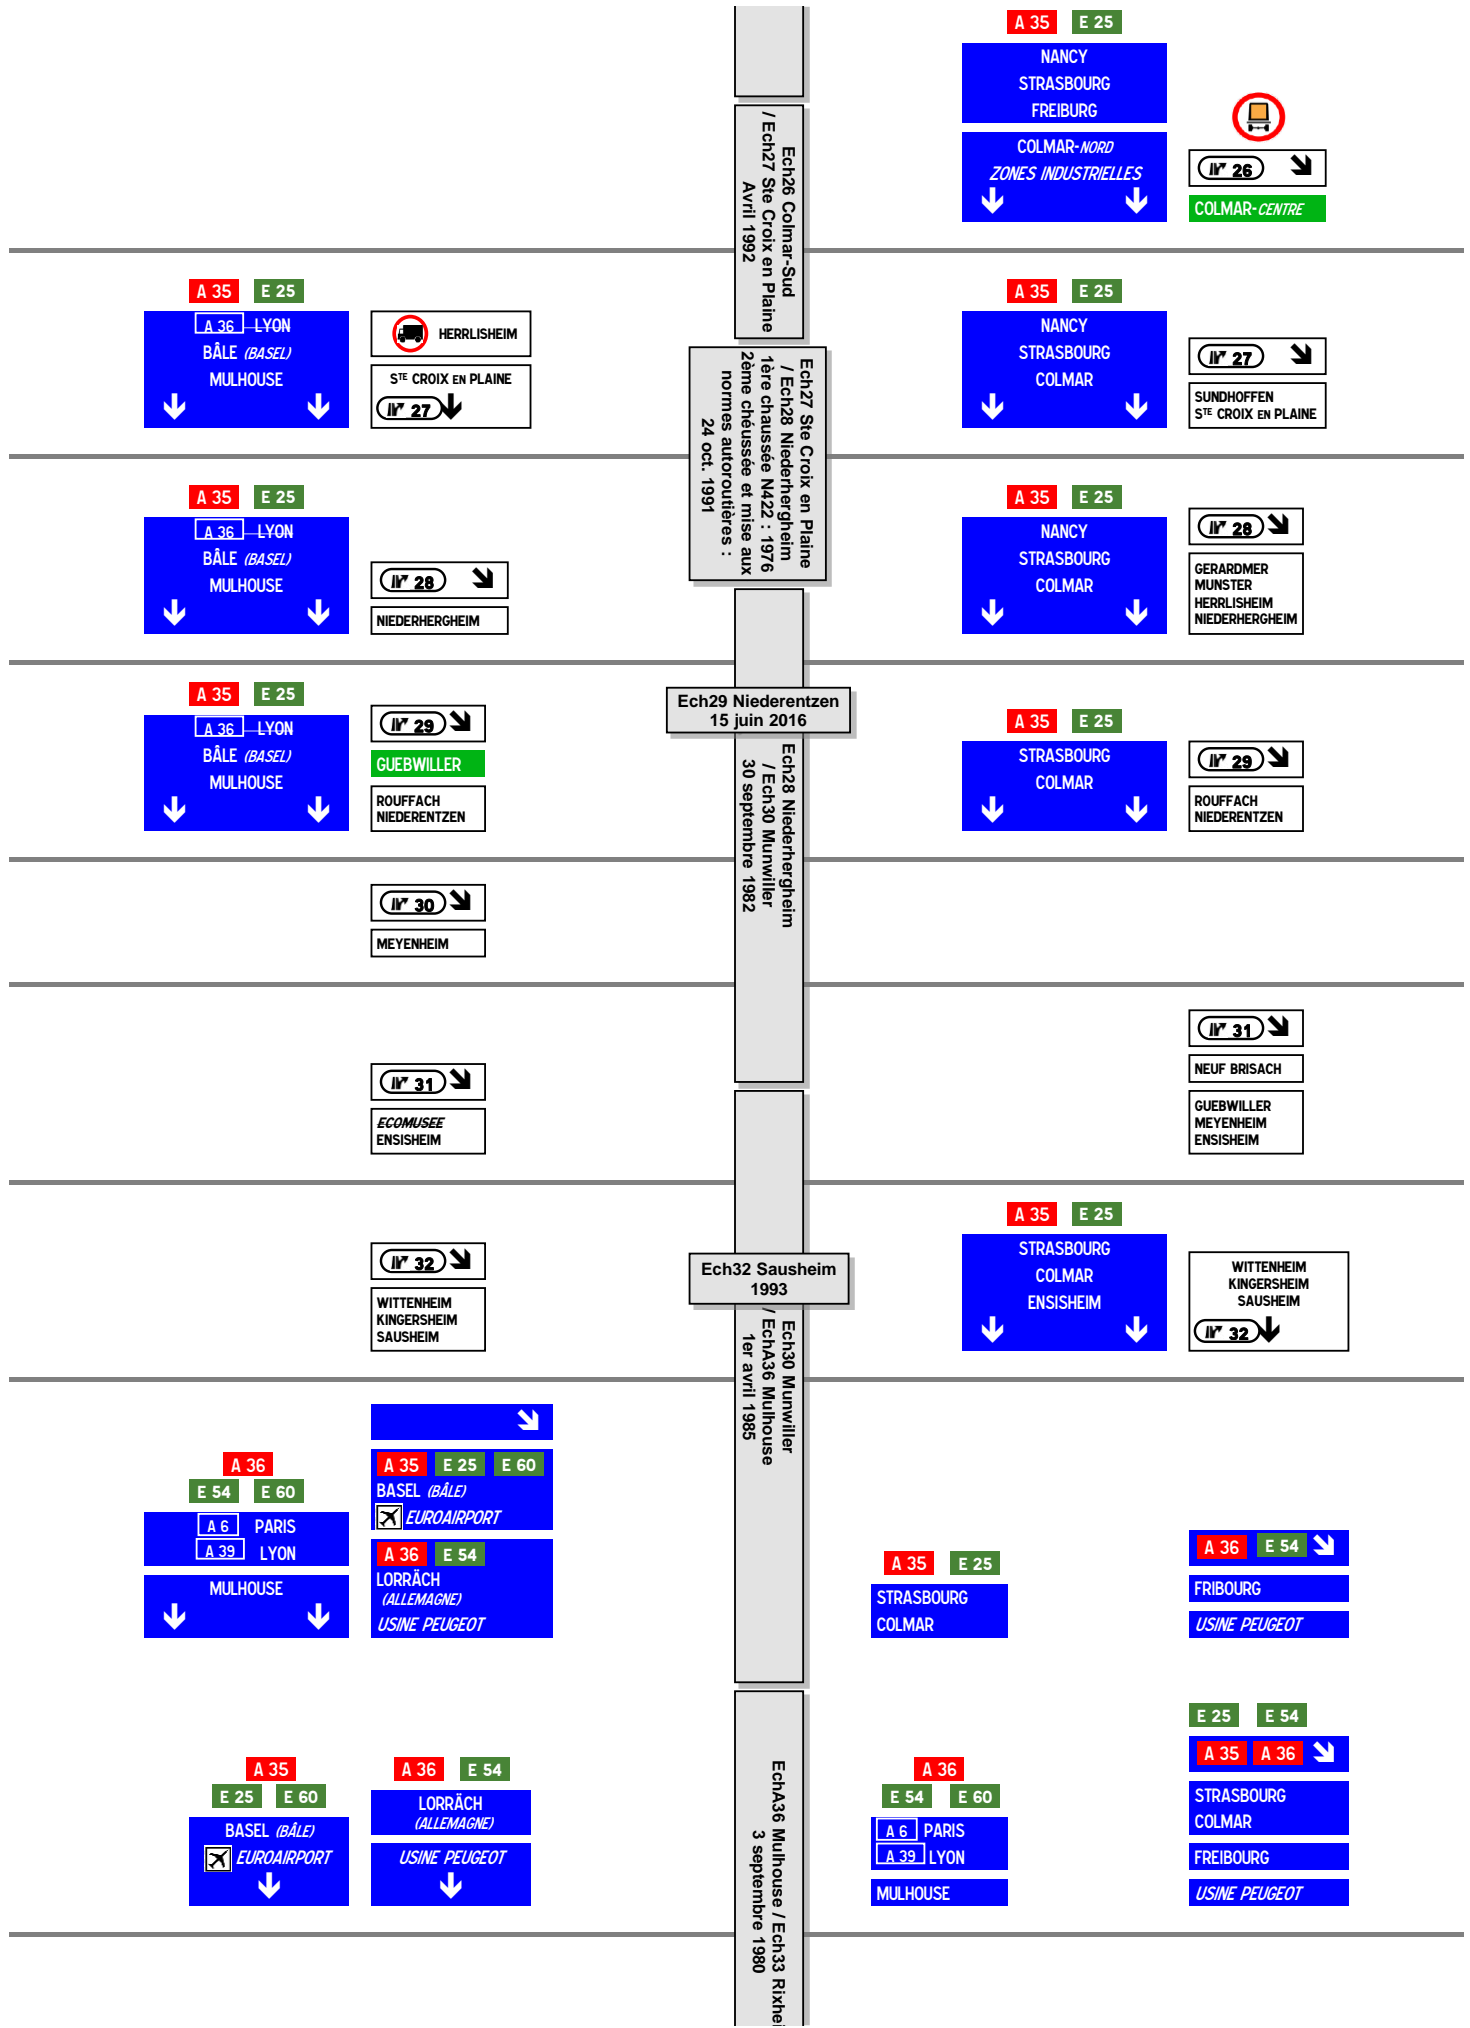 A 35 E 25
NANCY
STRASBOURG
FREIBURG
COLMAR-NORD
ZONES INDUSTRIELLES
26
COLMAR-CENTRE
Ech26 Colmar-Sud
/ Ech27 Ste Croix en Plaine
Avril 1992
A 35 E 25
A 36 LYON
BÂLE (BASEL)
MULHOUSE
HERRLISHEIM
STE CROIX EN PLAINE
27
A 35 E 25
NANCY
STRASBOURG
COLMAR
27
SUNDHOFFEN
STE CROIX EN PLAINE
Ech27 Ste Croix en Plaine
/ Ech28 Niederhergheim
1ère chaussée N422 : 1976
2ème chéussée et mise aux
normes autoroutières :
24 oct. 1991
A 35 E 25
A 36 LYON
BÂLE (BASEL)
MULHOUSE
28
NIEDERHERGHEIM
A 35 E 25
NANCY
STRASBOURG
COLMAR
28
GERARDMER
MUNSTER
HERRLISHEIM
NIEDERHERGHEIM
A 35 E 25
A 36 LYON
BÂLE (BASEL)
MULHOUSE
29
GUEBWILLER
ROUFFACH
NIEDERENTZEN
Ech29 Niederentzen
15 juin 2016
A 35 E 25
STRASBOURG
COLMAR
29
ROUFFACH
NIEDERENTZEN
Ech28 Niederhergheim
/ Ech30 Munwiller
30 septembre 1982
30
MEYENHEIM
31
ECOMUSEE
ENSISHEIM
31
NEUF BRISACH
GUEBWILLER
MEYENHEIM
ENSISHEIM
32
WITTENHEIM
KINGERSHEIM
SAUSHEIM
Ech32 Sausheim
1993
A 35 E 25
STRASBOURG
COLMAR
ENSISHEIM
WITTENHEIM
KINGERSHEIM
SAUSHEIM
32
Ech30 Munwiller
/ EchA36 Mulhouse
1er avril 1985
A 36
E 54 E 60
A 6 PARIS
A 39 LYON
MULHOUSE
A 35 E 25 E 60
BASEL (BÂLE)
EUROAIRPORT
A 36 E 54
LORRÄCH
(ALLEMAGNE)
USINE PEUGEOT
A 35 E 25
STRASBOURG
COLMAR
A 36 E 54
FRIBOURG
USINE PEUGEOT
A 35
E 25 E 60
BASEL (BÂLE)
EUROAIRPORT
A 36 E 54
LORRÄCH
(ALLEMAGNE)
USINE PEUGEOT
EchA36 Mulhouse / Ech33 Rixhei
3 septembre 1980
A 36
E 54 E 60
A 6 PARIS
A 39 LYON
MULHOUSE
E 25 E 54
A 35 A 36
STRASBOURG
COLMAR
FREIBOURG
USINE PEUGEOT